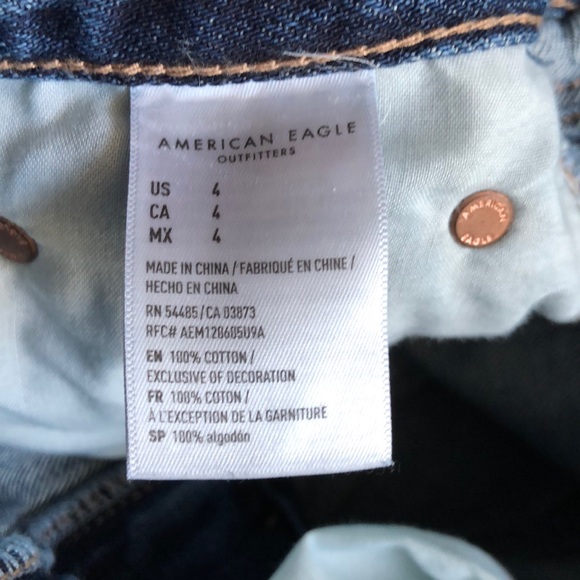 AMERICAN EAGLE
OUTFITTERS
US 4
CA 4
MX 4
MADE IN CHINA / FABRIQUÉ EN CHINE /
HECHO EN CHINA
RN 54485 / CA 03873
RFC# AEM128605U9A
EN 100% COTTON /
EXCLUSIVE OF DECORATION
FR 100% COTON /
À L'EXCEPTION DE LA GARNITURE
SP 100% algodón
AMERICAN
EAGLE